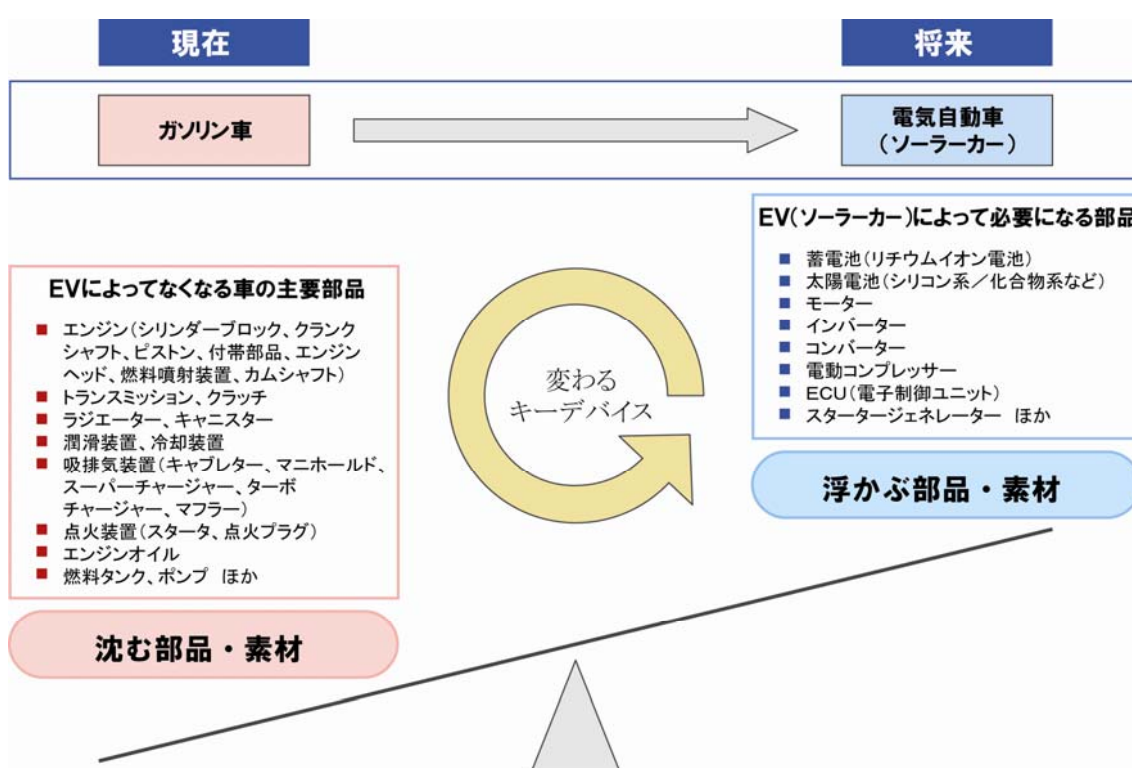 現在
将来
ガソリン車
電気自動車
(ソーラーカー)
EVによってなくなる車の主要部品
■ エンジン(シリンダーブロック、クランク
シャフト、ピストン、付帯部品、エンジン
ヘッド、燃料噴射装置、カムシャフト)
■ トランスミッション、クラッチ
■ ラジエーター、キャニスター
■ 潤滑装置、冷却装置
■ 吸排気装置(キャブレター、マニホールド、
スーパーチャージャー、ターボ
チャージャー、マフラー)
■ 点火装置(スタータ、点火プラグ)
■ エンジンオイル
■ 燃料タンク、ポンプ ほか
沈む部品・素材
変わる
キーデバイス
EV(ソーラーカー)によって必要になる部品
■ 蓄電池(リチウムイオン電池)
■ 太陽電池(シリコン系/化合物系など)
■ モーター
■ インバーター
■ コンバーター
■ 電動コンプレッサー
■ ECU(電子制御ユニット)
■ スタータージェネレーター ほか
浮かぶ部品・素材